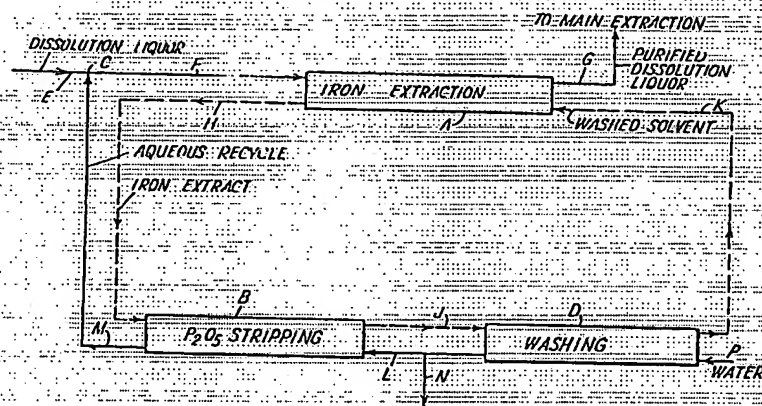 TO MAIN EXTRACTION
DISSOLUTION LIQUOR
C
F
G
PURIFIED
DISSOLUTION
LIQUOR
E
IRON EXTRACTION
K
H
A
WASHED SOLVENT
AQUEOUS RECYCLE
IRON EXTRACT
B
J
D
M
P2O5 STRIPPING
WASHING
P
L
N
WATER